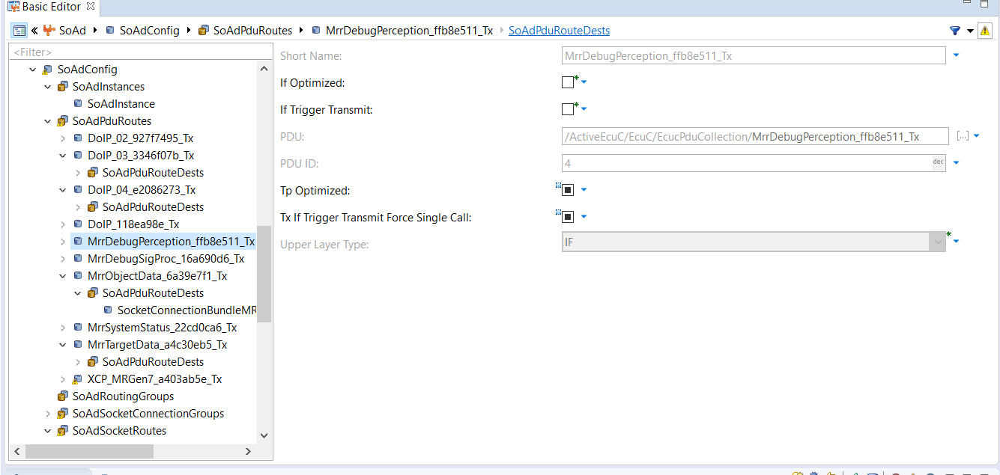 Basic Editor
« SoAd SoAdConfig SoAdPduRoutes MrrDebugPerception_ffb8e511_Tx SoAdPduRouteDests
<Filter>
SoAdConfig
SoAdInstances
SoAdInstance
SoAdPduRoutes
DoIP_02_927f7495_Tx
DoIP_03_3346f07b_Tx
SoAdPduRouteDests
DoIP_04_e2086273_Tx
SoAdPduRouteDests
DoIP_118ea98e_Tx
MrrDebugPerception_ffb8e511_Tx
MrrDebugSigProc_16a690d6_Tx
MrrObjectData_6a39e7f1_Tx
SoAdPduRouteDests
SocketConnectionBundleMR
MrrSystemStatus_22cd0ca6_Tx
MrrTargetData_a4c30eb5_Tx
SoAdPduRouteDests
XCP_MRGen7_a403ab5e_Tx
SoAdRoutingGroups
SoAdSocketConnectionGroups
SoAdSocketRoutes
Short Name: MrrDebugPerception_ffb8e511_Tx
If Optimized:
If Trigger Transmit:
PDU: /ActiveEcuC/EcuC/EcucPduCollection/MrrDebugPerception_ffb8e511_Tx [...]
PDU ID: 4 dec
Tp Optimized:
Tx If Trigger Transmit Force Single Call:
Upper Layer Type: IF